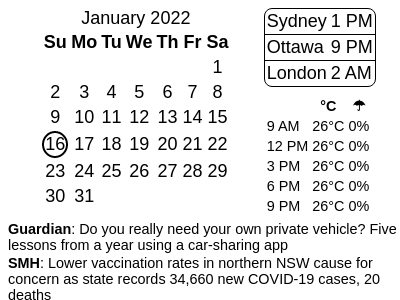 January 2022
Su Mo Tu We Th Fr Sa
1
2 3 4 5 6 7 8
9 10 11 12 13 14 15
16 17 18 19 20 21 22
23 24 25 26 27 28 29
30 31
Sydney 1 PM
Ottawa 9 PM
London 2 AM
°C ☂
9 AM 26°C 0%
12 PM 26°C 0%
3 PM 26°C 0%
6 PM 26°C 0%
9 PM 26°C 0%
Guardian: Do you really need your own private vehicle? Five
lessons from a year using a car-sharing app
SMH: Lower vaccination rates in northern NSW cause for
concern as state records 34,660 new COVID-19 cases, 20
deaths